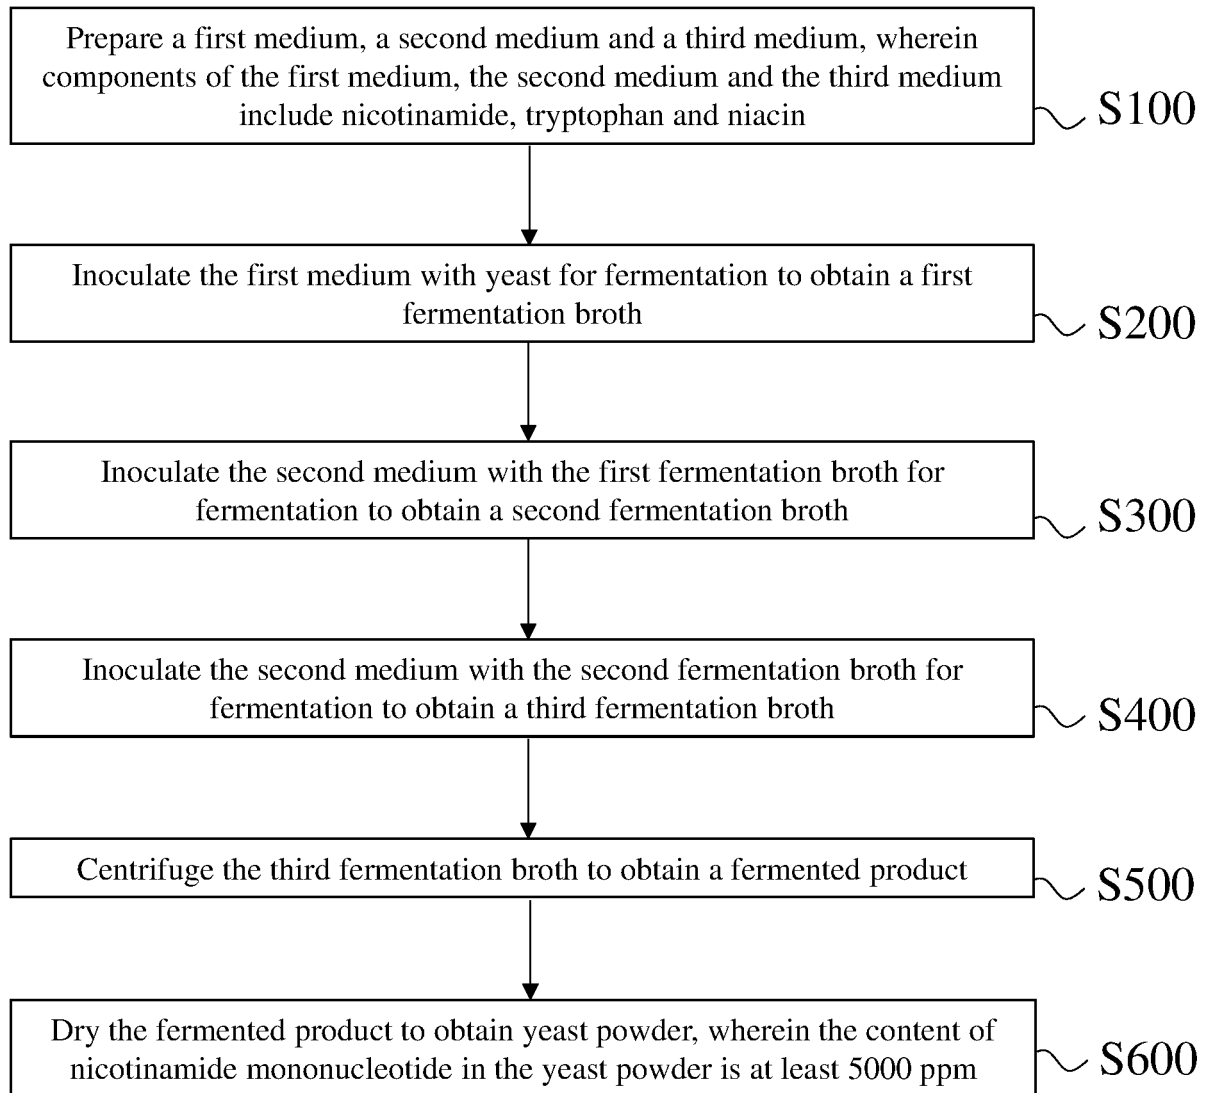 Prepare a first medium, a second medium and a third medium, wherein
components of the first medium, the second medium and the third medium
include nicotinamide, tryptophan and niacin
S100
Inoculate the first medium with yeast for fermentation to obtain a first
fermentation broth
S200
Inoculate the second medium with the first fermentation broth for
fermentation to obtain a second fermentation broth
S300
Inoculate the second medium with the second fermentation broth for
fermentation to obtain a third fermentation broth
S400
Centrifuge the third fermentation broth to obtain a fermented product
S500
Dry the fermented product to obtain yeast powder, wherein the content of
nicotinamide mononucleotide in the yeast powder is at least 5000 ppm
S600